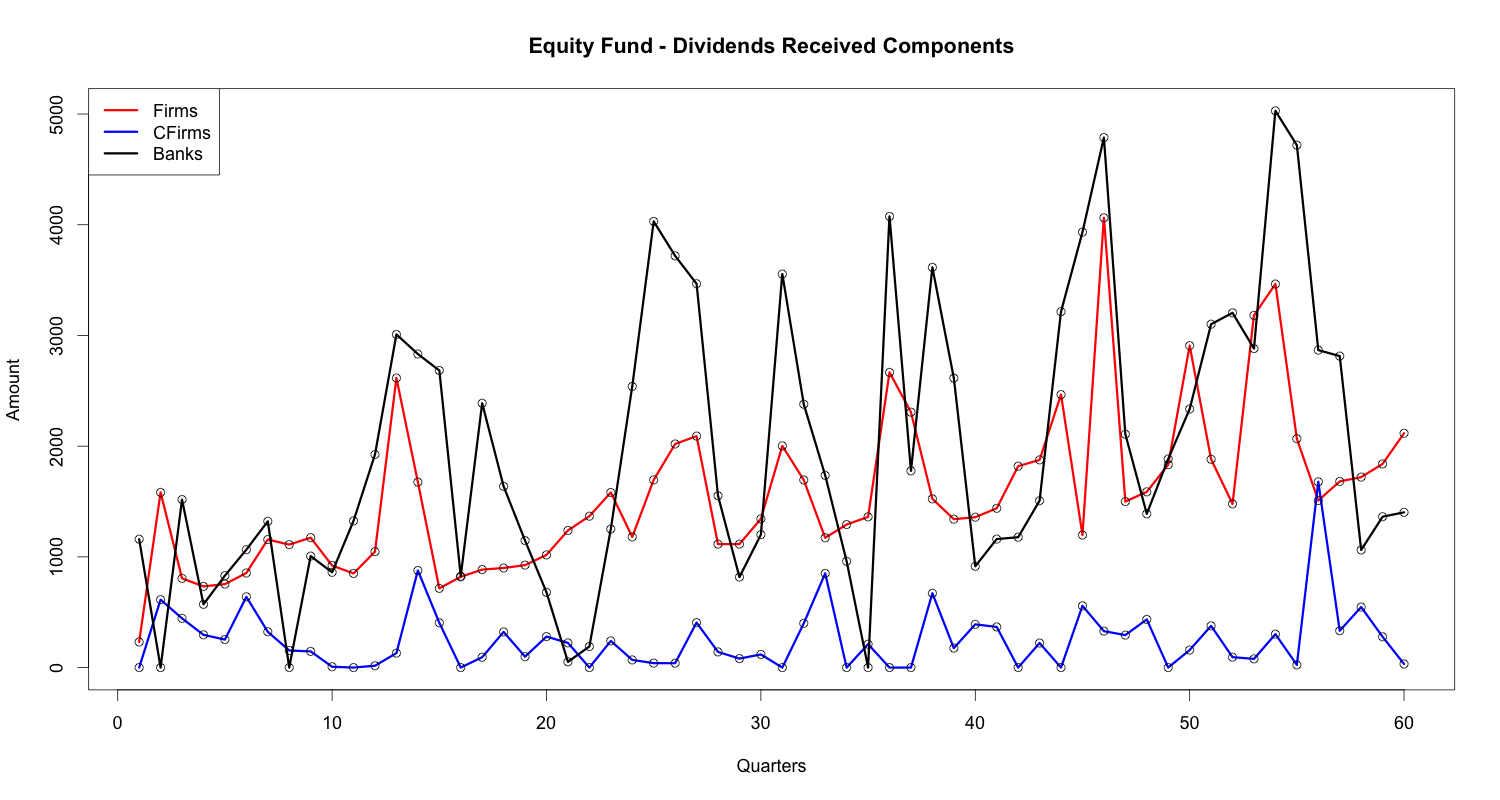 Equity Fund - Dividends Received Components
Firms
CFirms
Banks
5000
4000
3000
2000
1000
0
Amount
0 10 20 30 40 50 60
Quarters